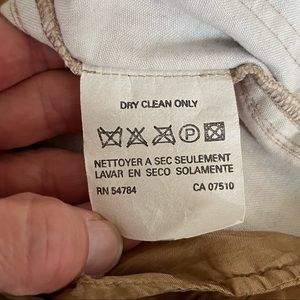 DRY CLEAN ONLY
P
NETTOYER A SEC SEULEMENT
LAVAR EN SECO SOLAMENTE
RN 54784 CA 07510